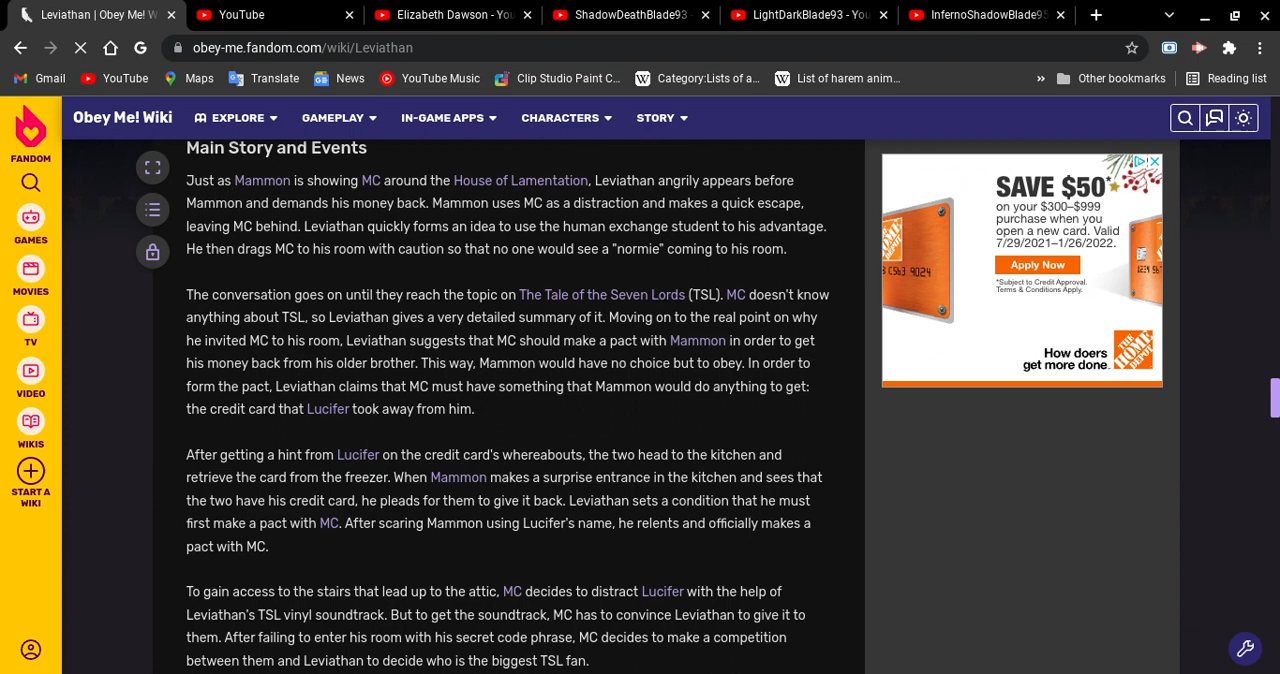 Leviathan | Obey Me! W
YouTube
Elizabeth Dawson - You
ShadowDeathBlade93 -
LightDarkBlade93 - You
InfernoShadowBlade95
obey-me.fandom.com/wiki/Leviathan
Gmail
YouTube
Maps
Translate
News
YouTube Music
Clip Studio Paint C...
Category:Lists of a...
List of harem anim...
»
Other bookmarks
Reading list
FANDOM
GAMES
MOVIES
TV
VIDEO
WIKIS
START A
WIKI
Obey Me! Wiki
EXPLORE
GAMEPLAY
IN-GAME APPS
CHARACTERS
STORY
Main Story and Events
Just as Mammon is showing MC around the House of Lamentation, Leviathan angrily appears before
Mammon and demands his money back. Mammon uses MC as a distraction and makes a quick escape,
leaving MC behind. Leviathan quickly forms an idea to use the human exchange student to his advantage.
He then drags MC to his room with caution so that no one would see a "normie" coming to his room.
The conversation goes on until they reach the topic on The Tale of the Seven Lords (TSL). MC doesn't know
anything about TSL, so Leviathan gives a very detailed summary of it. Moving on to the real point on why
he invited MC to his room, Leviathan suggests that MC should make a pact with Mammon in order to get
his money back from his older brother. This way, Mammon would have no choice but to obey. In order to
form the pact, Leviathan claims that MC must have something that Mammon would do anything to get:
the credit card that Lucifer took away from him.
After getting a hint from Lucifer on the credit card's whereabouts, the two head to the kitchen and
retrieve the card from the freezer. When Mammon makes a surprise entrance in the kitchen and sees that
the two have his credit card, he pleads for them to give it back. Leviathan sets a condition that he must
first make a pact with MC. After scaring Mammon using Lucifer's name, he relents and officially makes a
pact with MC.
To gain access to the stairs that lead up to the attic, MC decides to distract Lucifer with the help of
Leviathan's TSL vinyl soundtrack. But to get the soundtrack, MC has to convince Leviathan to give it to
them. After failing to enter his room with his secret code phrase, MC decides to make a competition
between them and Leviathan to decide who is the biggest TSL fan.
SAVE $50*
on your $300–$999
purchase when you
open a new card. Valid
7/29/2021–1/26/2022.
Apply Now
*Subject to Credit Approval.
Terms & Conditions Apply.
THE HOME DEPOT
How doers
get more done.